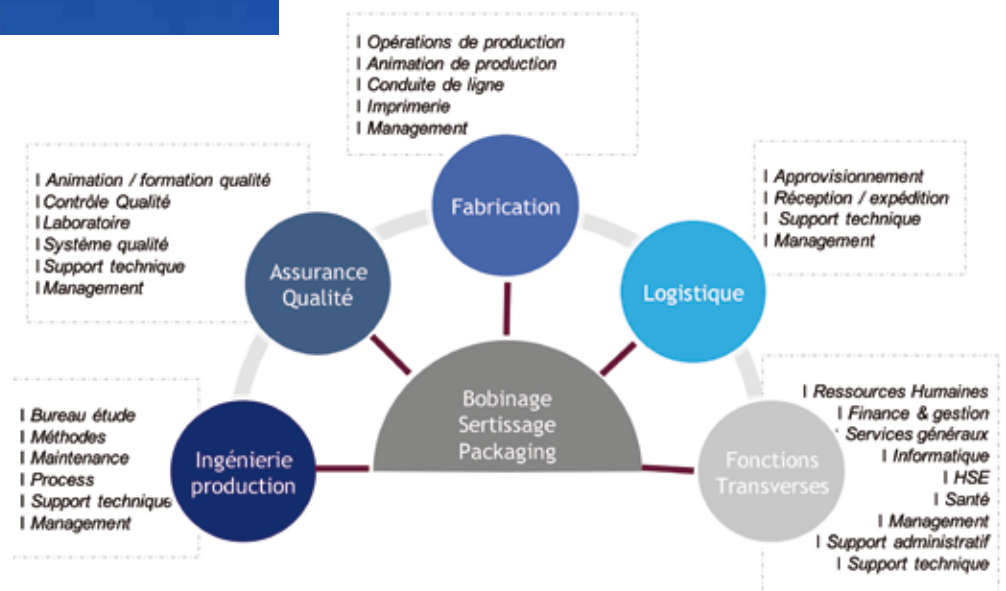 I Opérations de production
I Animation de production
I Conduite de ligne
I Imprimerie
I Management
I Animation / formation qualité
I Contrôle Qualité
I Laboratoire
I Système qualité
I Support technique
I Management
Fabrication
I Approvisionnement
I Réception / expédition
I Support technique
I Management
Assurance
Qualité
Logistique
I Bureau étude
I Méthodes
I Maintenance
I Process
I Support technique
I Management
Ingénierie
production
Bobinage
Sertissage
Packaging
Fonctions
Transverses
I Ressources Humaines
I Finance & gestion
Services généraux
I Informatique
I HSE
I Santé
I Management
I Support administratif
I Support technique